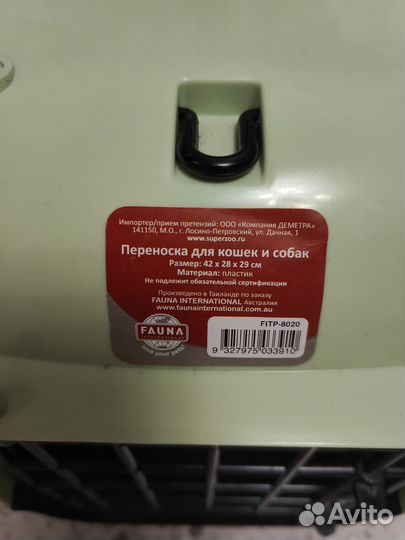 Импортер/прием претензий: ООО «Компания ДЕМЕТРА»
141150, М.О., г. Лосино-Петровский, ул. Дачная, 1
www.superzoo.ru
Переноска для кошек и собак
Размер: 42 x 28 x 29 см
Материал: пластик
Не подлежит обязательной сертификации
Произведено в Таиланде по заказу
FAUNA INTERNATIONAL Австралия
www.faunainternational.com.au
FITP-8020
9 327975 033910
FAUNA
International
love your pets!
Avito